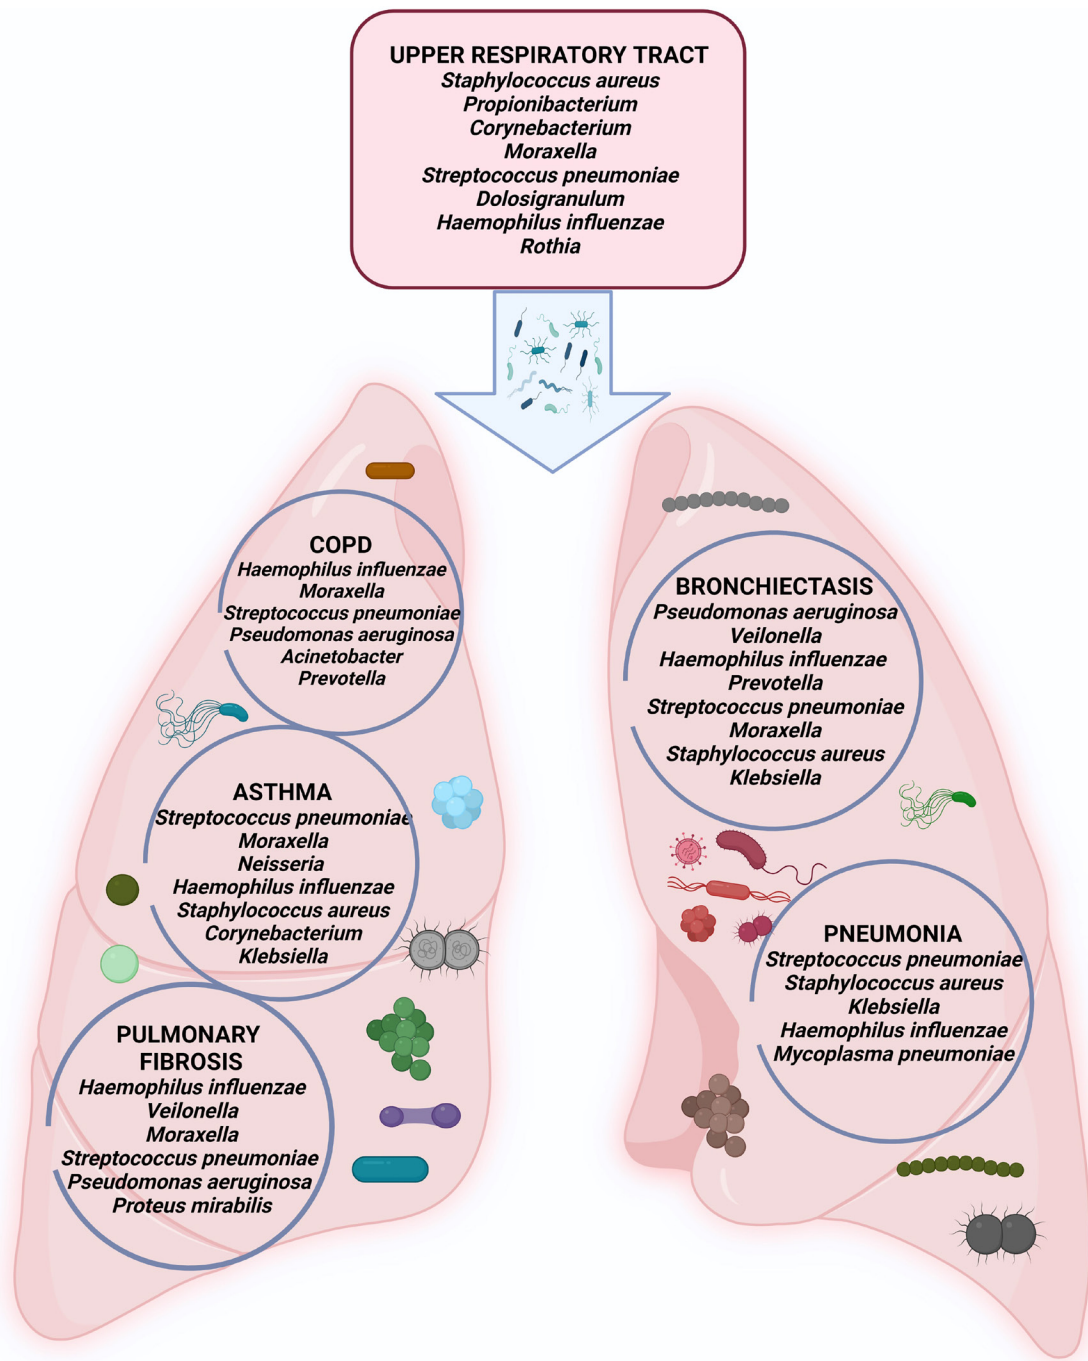 UPPER RESPIRATORY TRACT
Staphylococcus aureus
Propionibacterium
Corynebacterium
Moraxella
Streptococcus pneumoniae
Dolosigranulum
Haemophilus influenzae
Rothia
COPD
Haemophilus influenzae
Moraxella
Streptococcus pneumoniae
Pseudomonas aeruginosa
Acinetobacter
Prevotella
ASTHMA
Streptococcus pneumoniae
Moraxella
Neisseria
Haemophilus influenzae
Staphylococcus aureus
Corynebacterium
Klebsiella
PULMONARY
FIBROSIS
Haemophilus influenzae
Veilonella
Moraxella
Streptococcus pneumoniae
Pseudomonas aeruginosa
Proteus mirabilis
BRONCHIECTASIS
Pseudomonas aeruginosa
Veilonella
Haemophilus influenzae
Prevotella
Streptococcus pneumoniae
Moraxella
Staphylococcus aureus
Klebsiella
PNEUMONIA
Streptococcus pneumoniae
Staphylococcus aureus
Klebsiella
Haemophilus influenzae
Mycoplasma pneumoniae